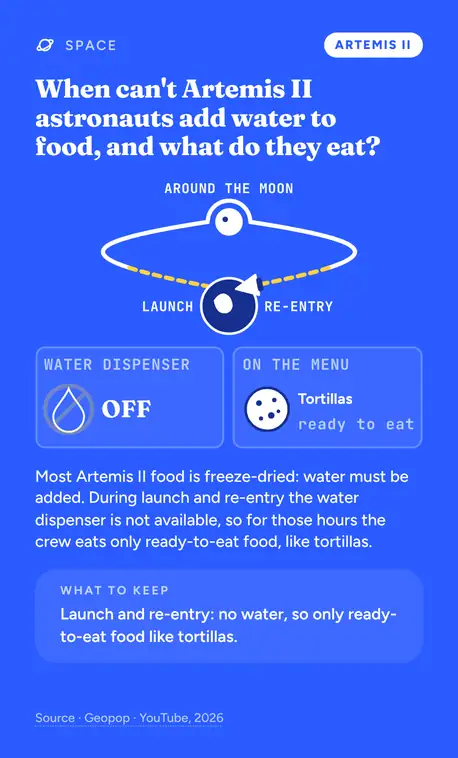 SPACE
ARTEMIS II
When can't Artemis II
astronauts add water to
food, and what do they eat?
AROUND THE MOON
LAUNCH
RE-ENTRY
WATER DISPENSER
OFF
ON THE MENU
Tortillas
ready to eat
Most Artemis II food is freeze-dried: water must be
added. During launch and re-entry the water
dispenser is not available, so for those hours the
crew eats only ready-to-eat food, like tortillas.
WHAT TO KEEP
Launch and re-entry: no water, so only ready-
to-eat food like tortillas.
Source · Geopop · YouTube, 2026